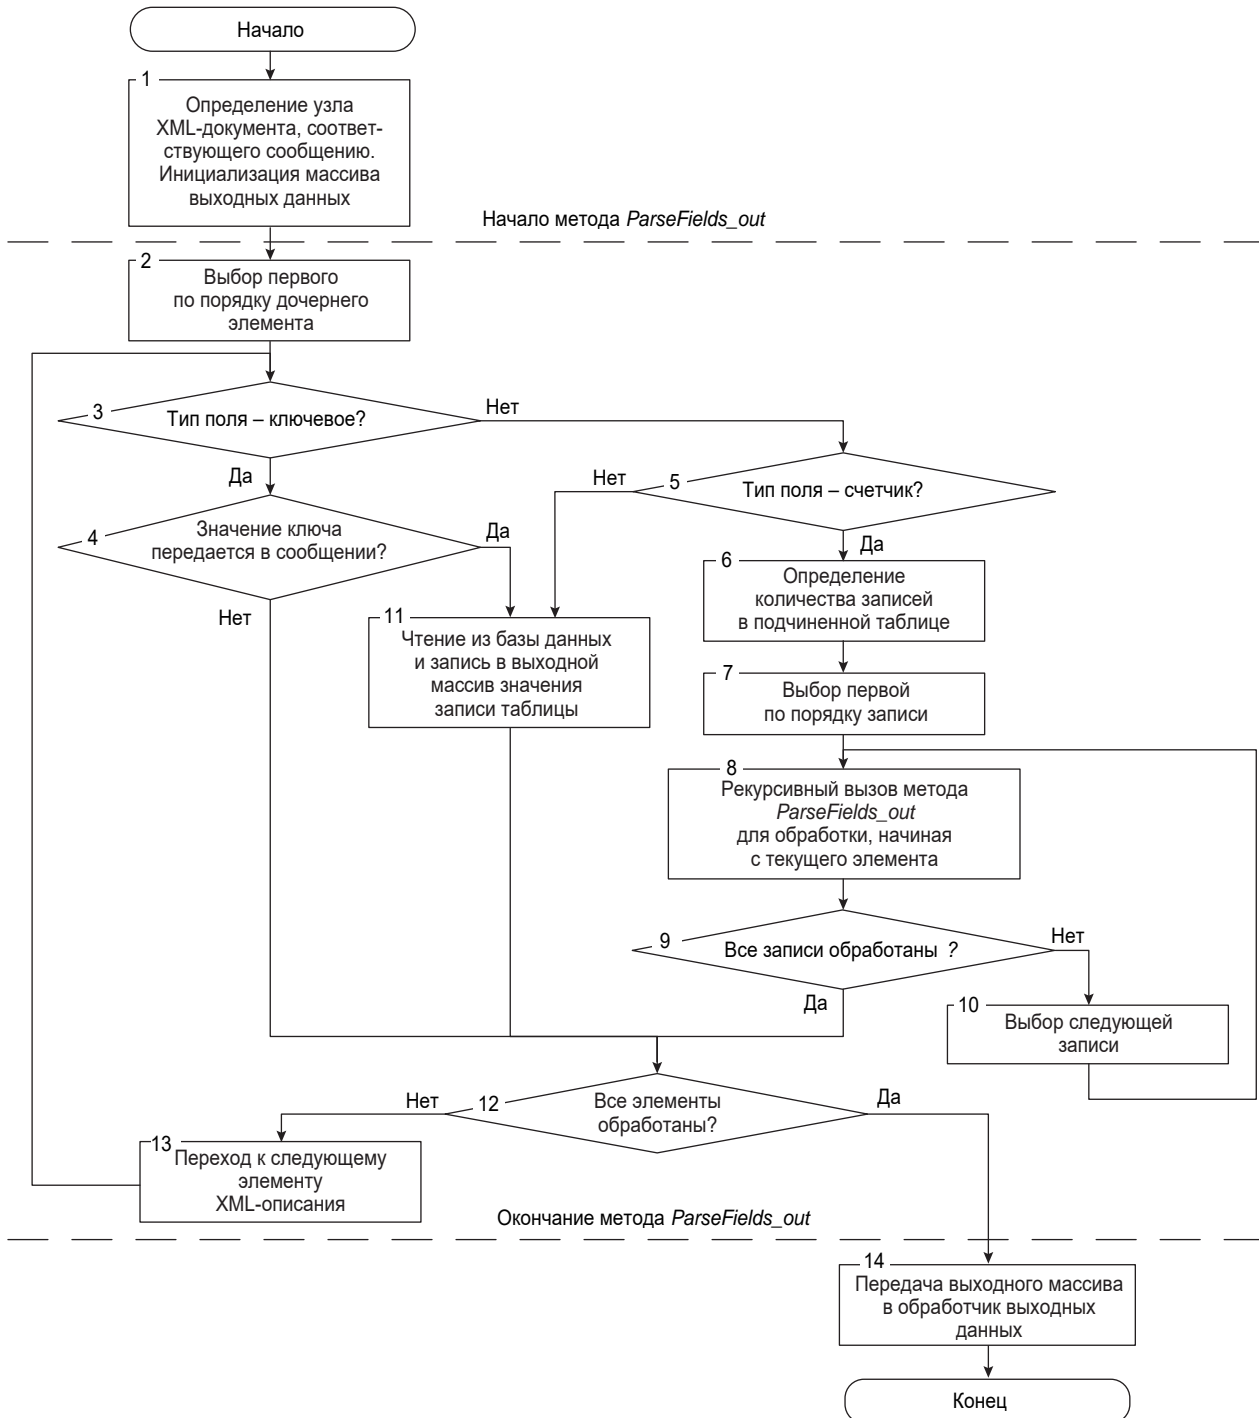 Начало
1
Определение узла
XML-документа, соответ-
ствующего сообщению.
Инициализация массива
выходных данных
Начало метода ParseFields_out
2
Выбор первого
по порядку дочернего
элемента
3
Тип поля – ключевое?
Нет
Да
Нет
5
Тип поля – счетчик?
4
Значение ключа
передается в сообщении?
Да
Да
Нет
6
Определение
количества записей
в подчиненной таблице
11
Чтение из базы данных
и запись в выходной
массив значения
записи таблицы
7
Выбор первой
по порядку записи
8
Рекурсивный вызов метода
ParseFields_out
для обработки, начиная
с текущего элемента
9
Все записи обработаны ?
Нет
Да
10
Выбор следующей
записи
Нет
12
Все элементы
обработаны?
Да
13
Переход к следующему
элементу
XML-описания
Окончание метода ParseFields_out
14
Передача выходного массива
в обработчик выходных
данных
Конец